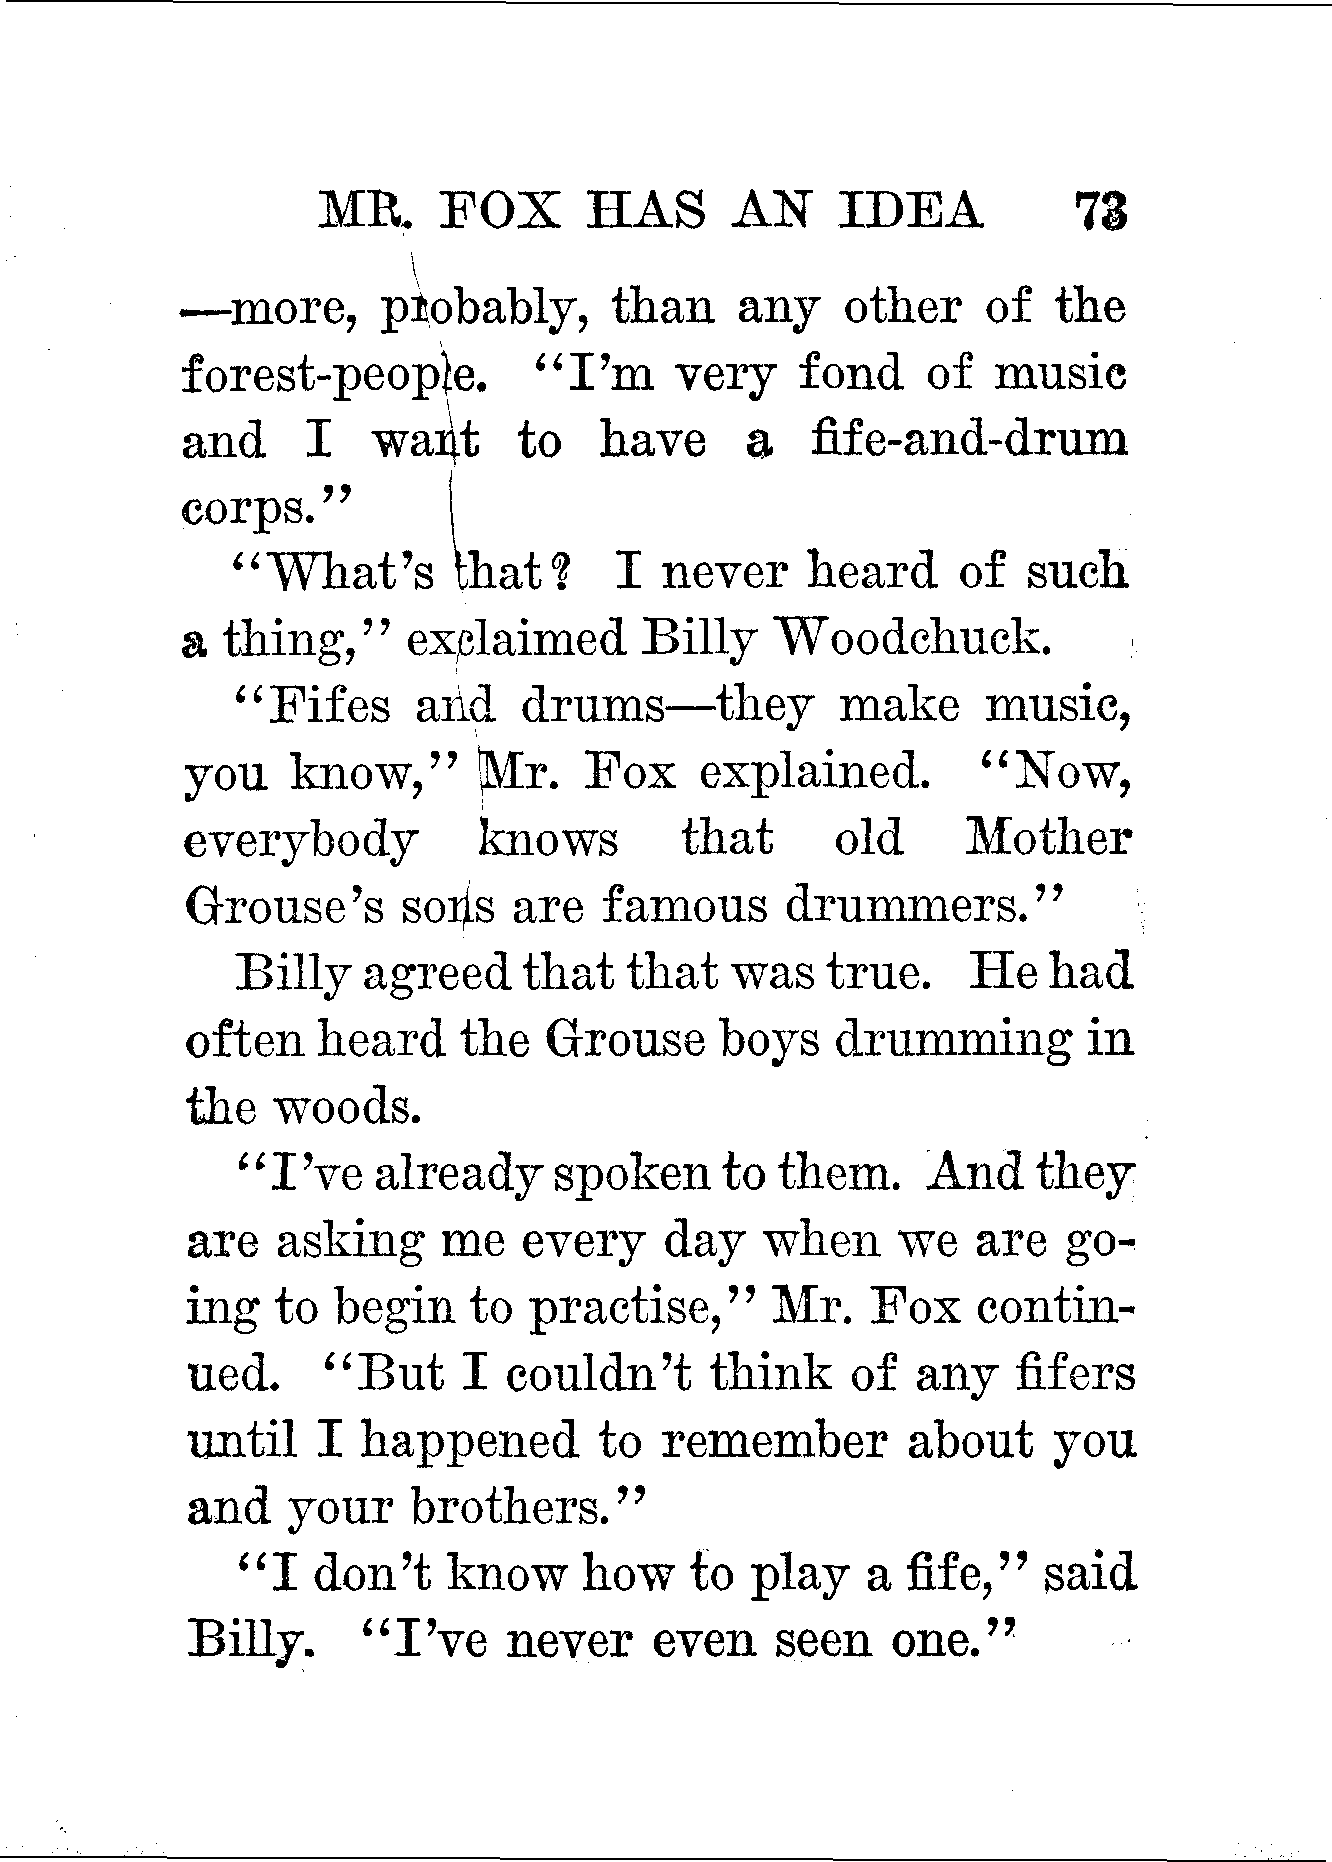 MR. FOX HAS AN IDEA 73
—more, probably, than any other of the
forest-people. “I’m very fond of music
and I want to have a fife-and-drum
corps.”
“What’s that? I never heard of such
a thing,” exclaimed Billy Woodchuck.
“Fifes and drums—they make music,
you know,” Mr. Fox explained. “Now,
everybody knows that old Mother
Grouse’s sons are famous drummers.”
Billy agreed that that was true. He had
often heard the Grouse boys drumming in
the woods.
“I’ve already spoken to them. And they
are asking me every day when we are go-
ing to begin to practise,” Mr. Fox contin-
ued. “But I couldn’t think of any fifers
until I happened to remember about you
and your brothers.”
“I don’t know how to play a fife,” said
Billy. “I’ve never even seen one.”